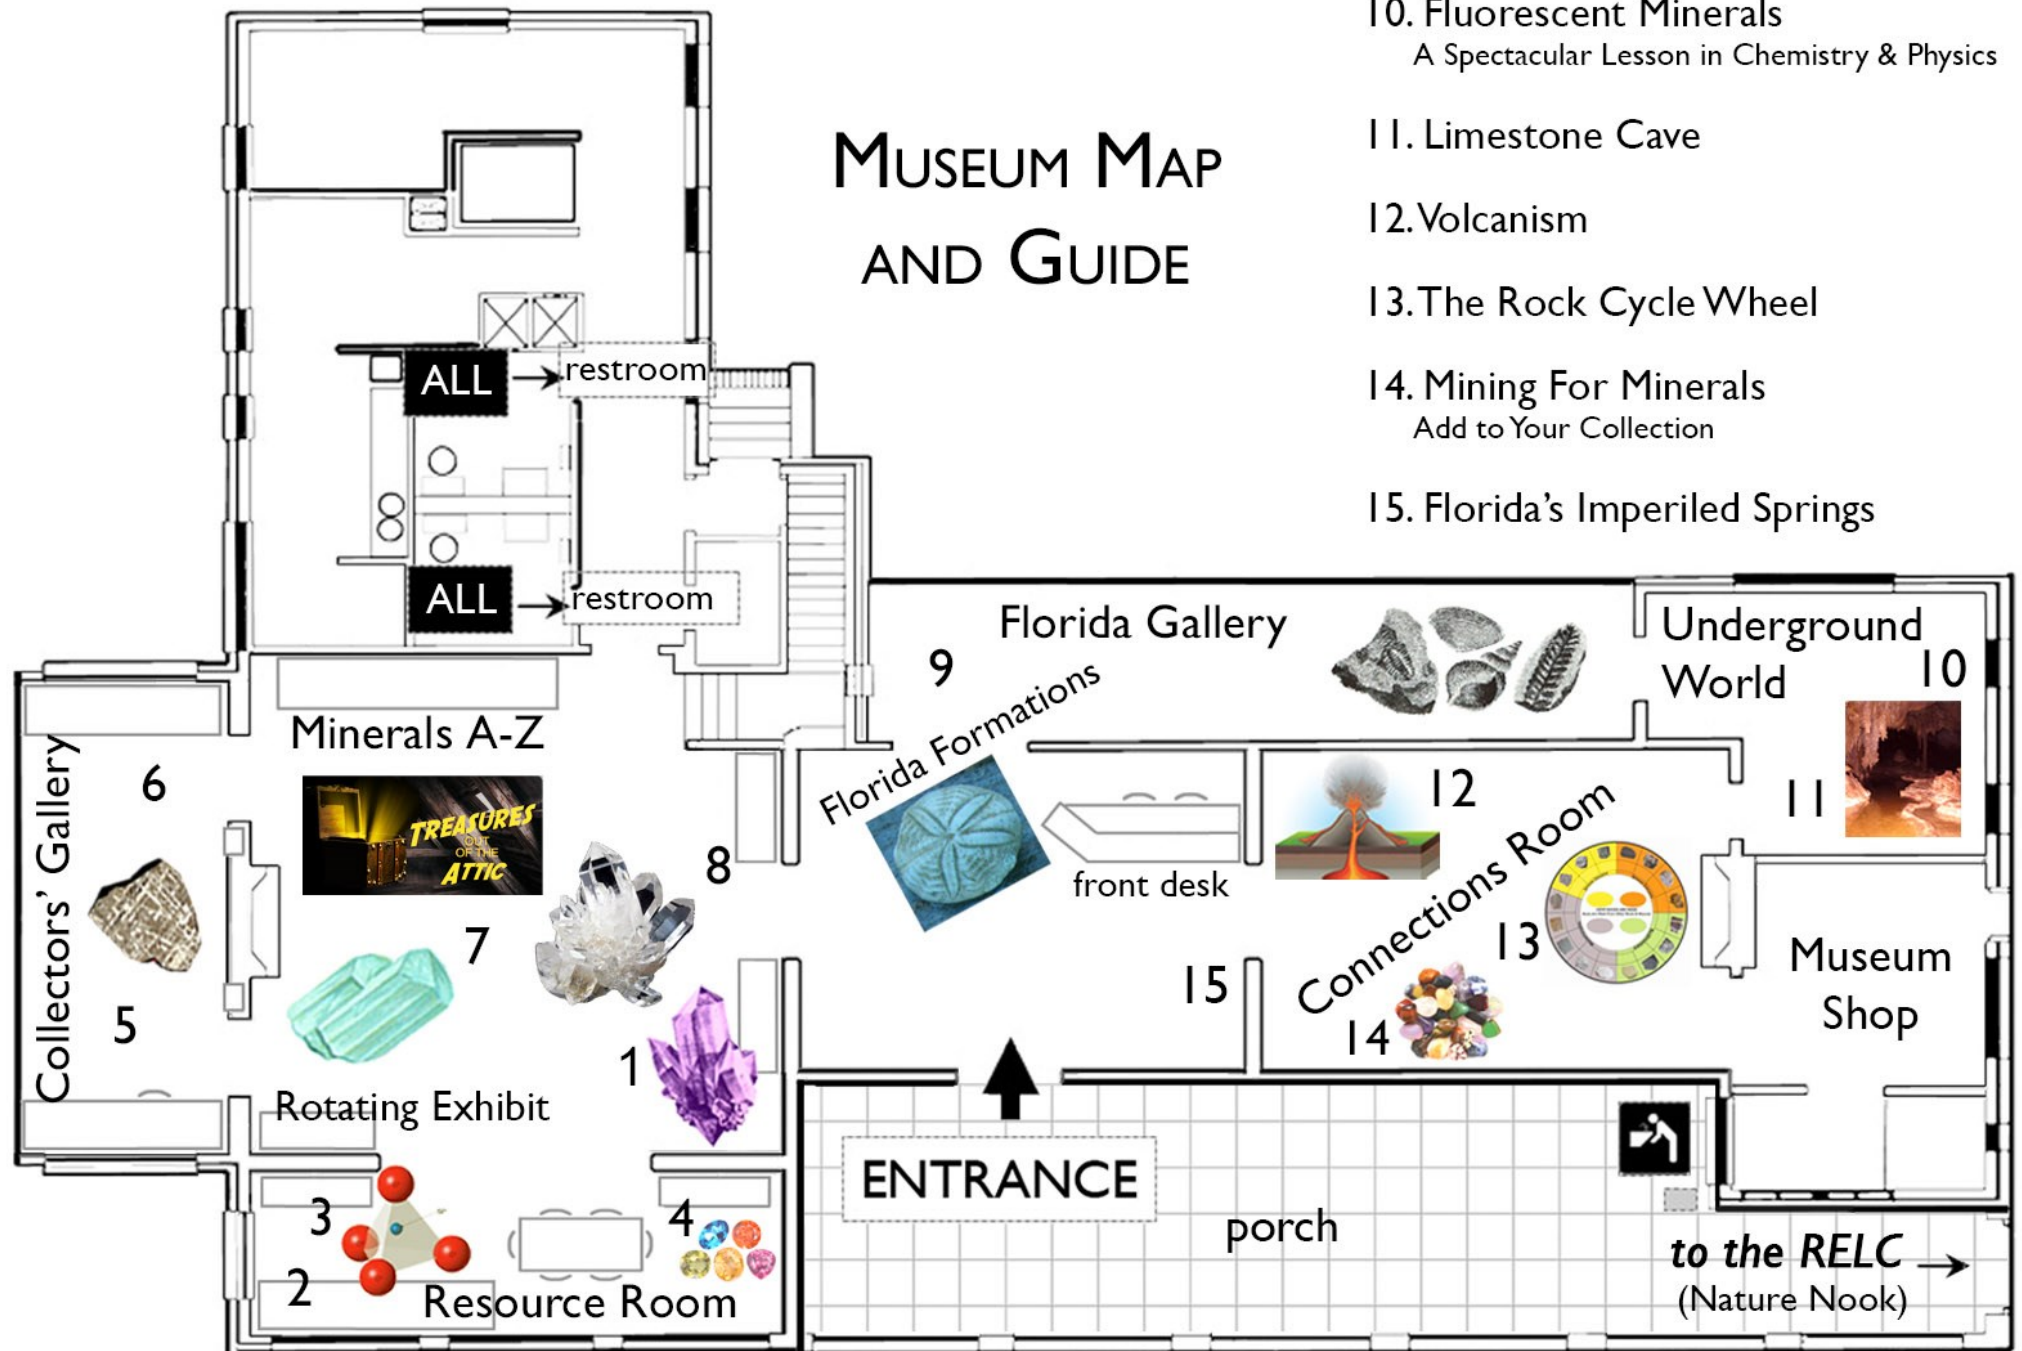 10. Fluorescent Minerals
A Spectacular Lesson in Chemistry & Physics
11. Limestone Cave
12. Volcanism
13. The Rock Cycle Wheel
14. Mining For Minerals
Add to Your Collection
15. Florida's Imperiled Springs
MUSEUM MAP
AND GUIDE
ALL
restroom
ALL
restroom
Florida Gallery
9
Florida Formations
Underground
World
10
11
Minerals A-Z
6
Collectors' Gallery
5
TREASURES
OUT
OF THE
ATTIC
7
8
1
Rotating Exhibit
front desk
12
Connections Room
13
14
15
Museum
Shop
3
2
4
Resource Room
ENTRANCE
porch
to the RELC
(Nature Nook)